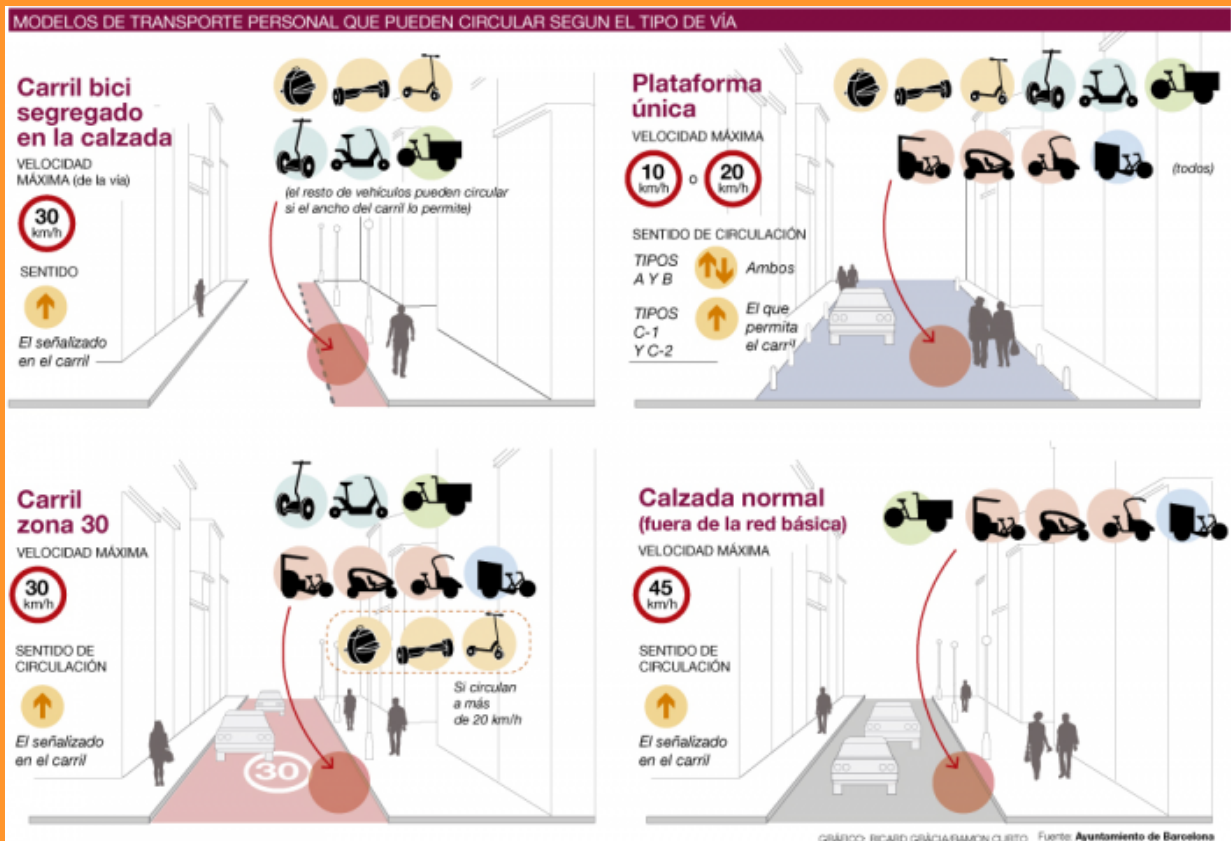 MODELOS DE TRANSPORTE PERSONAL QUE PUEDEN CIRCULAR SEGUN EL TIPO DE VÍA
Carril bici
segregado
en la calzada
VELOCIDAD
MÁXIMA (de la vía)
30
km/h
SENTIDO
El señalizado
en el carril
(el resto de vehículos pueden circular
si el ancho del carril lo permite)
Plataforma
única
VELOCIDAD MÁXIMA
10
km/h
o
20
km/h
(todos)
SENTIDO DE CIRCULACIÓN
TIPOS
A Y B
Ambos
TIPOS
C-1
Y C-2
El que
permita
el carril
Carril
zona 30
VELOCIDAD MÁXIMA
30
km/h
SENTIDO DE
CIRCULACIÓN
El señalizado
en el carril
Si circulan
a más
de 20 km/h
30
Calzada normal
(fuera de la red básica)
VELOCIDAD MÁXIMA
45
km/h
SENTIDO DE
CIRCULACIÓN
El señalizado
en el carril
GRÁFICO: RICARD GRÀCIA/RAMON CURTO Fuente: Ayuntamiento de Barcelona